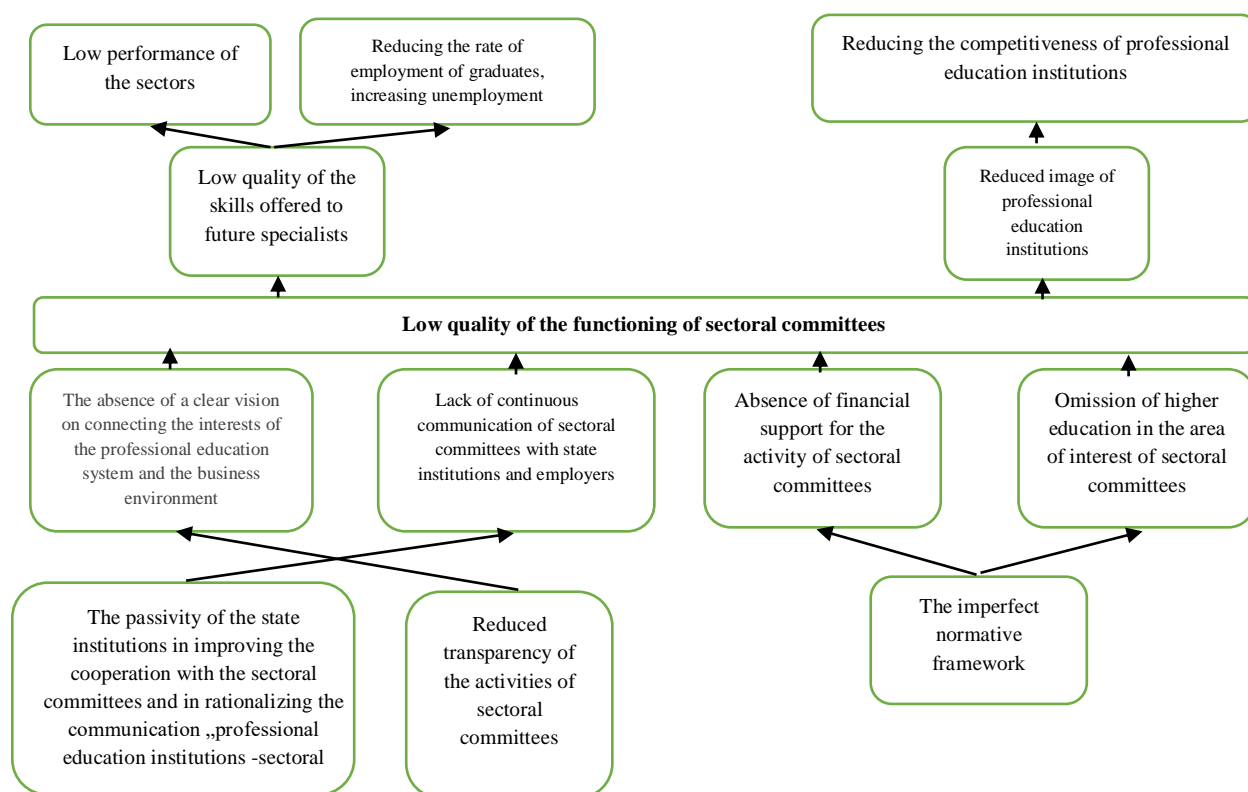 Low performance of
the sectors
Reducing the rate of
employment of graduates,
increasing unemployment
Reducing the competitiveness of professional
education institutions
Low quality of the
skills offered to
future specialists
Reduced image of
professional
education
institutions
Low quality of the functioning of sectoral committees
The absence of a clear vision
on connecting the interests
of the professional education
system and the business
environment
Lack of continuous
communication of sectoral
committees with state
institutions and employers
Absence of financial
support for the
activity of sectoral
committees
Omission of higher
education in the area
of interest of sectoral
committees
The passivity of the state
institutions in improving the
cooperation with the sectoral
committees and in rationalizing the
communication „professional
education institutions -sectoral
Reduced
transparency of
the activities of
sectoral
committees
The imperfect
normative
framework